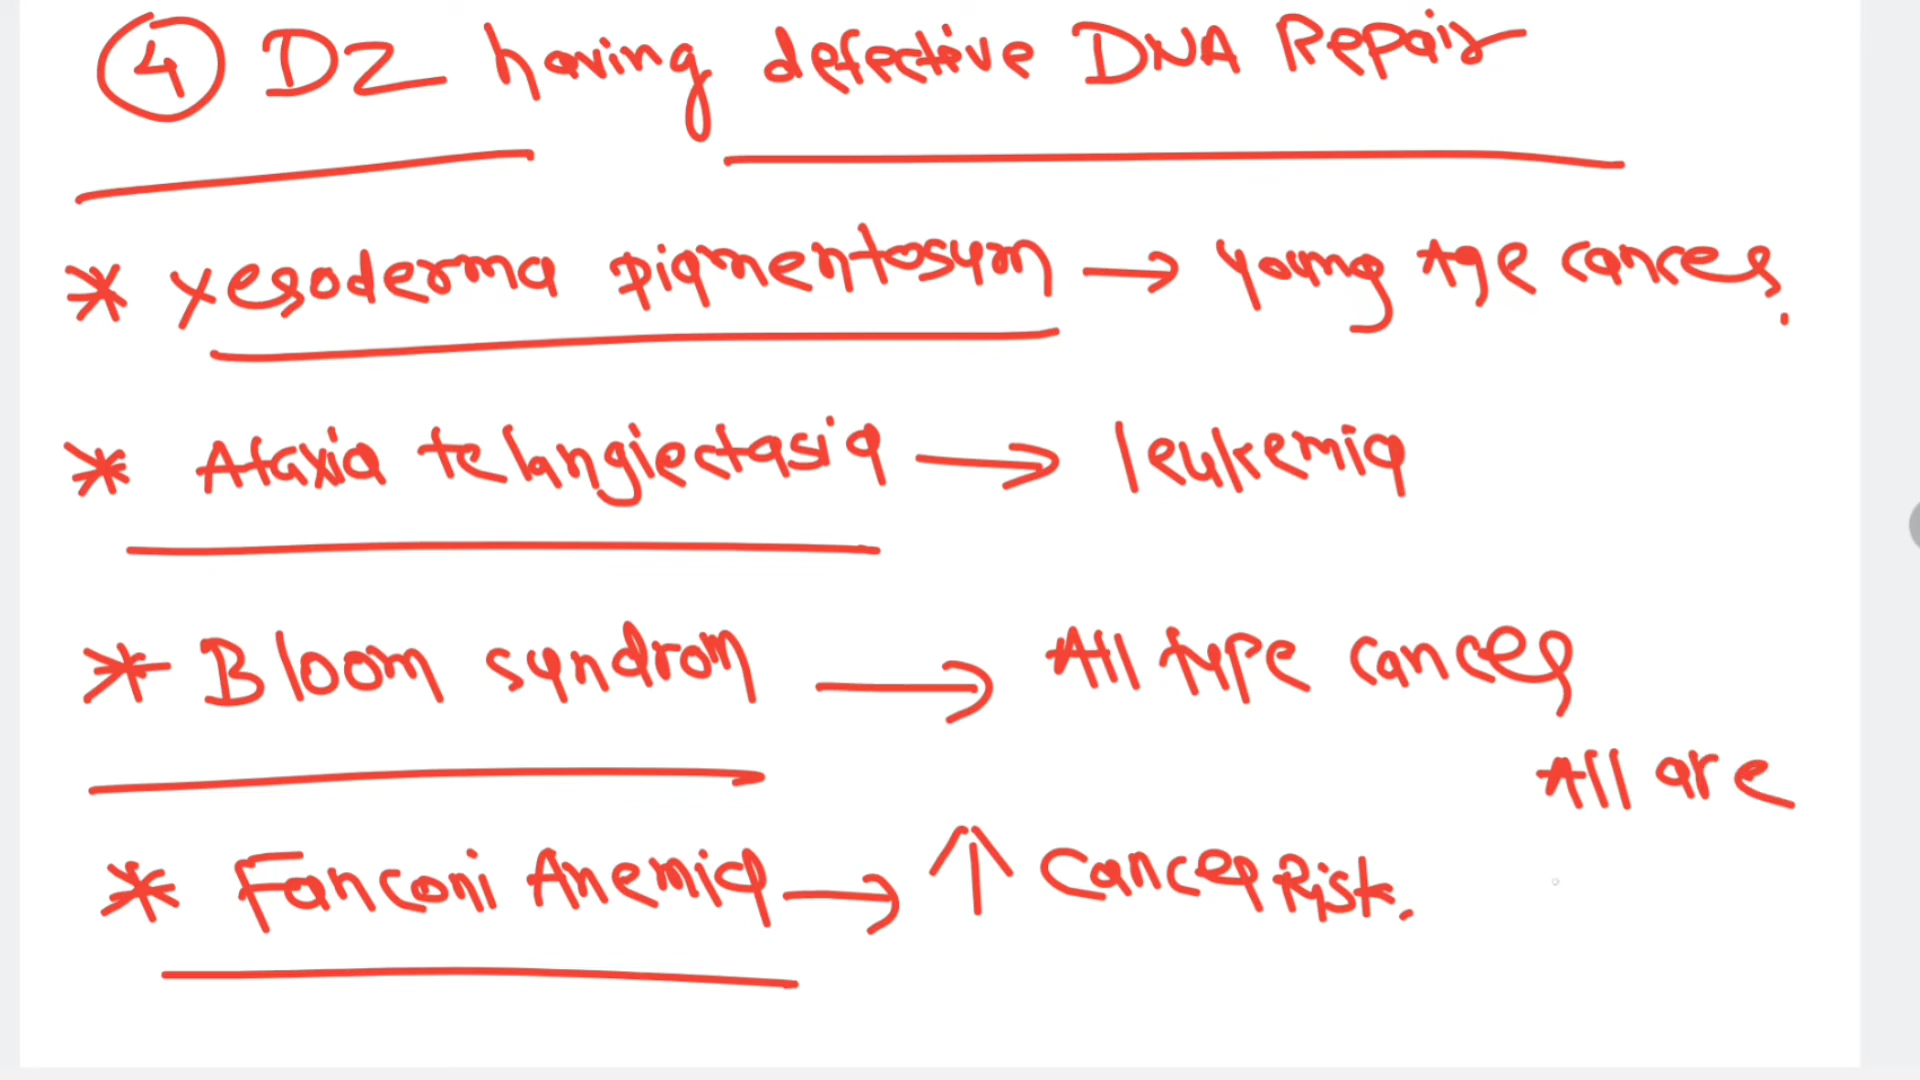 4 DZ having defective DNA Repair
* Xeroderma pigmentosum → Young Age cancer.
* Ataxia telangiectasia → leukemia
* Bloom syndrom → All type cancer
All are
* Fanconi Anemia → ↑ Cancer Risk.